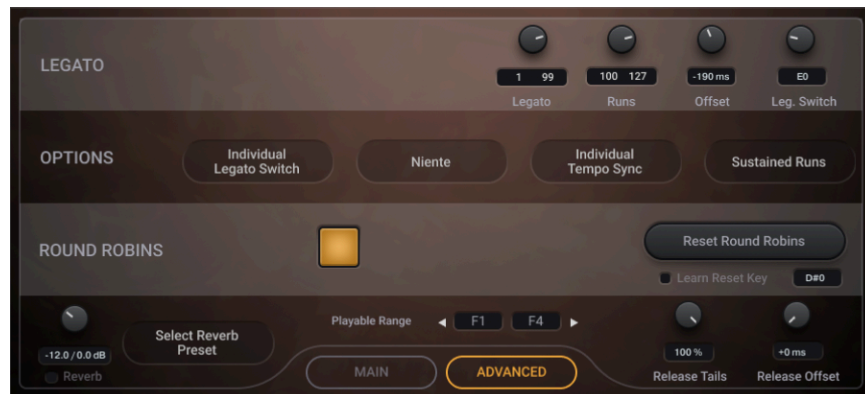 LEGATO
1 99
100 127
-190 ms
E0
Legato
Runs
Offset
Leg. Switch
OPTIONS
Individual
Legato Switch
Niente
Individual
Tempo Sync
Sustained Runs
ROUND ROBINS
Reset Round Robins
Learn Reset Key
D#0
-12.0 / 0.0 dB
Reverb
Select Reverb
Preset
Playable Range
F1
F4
MAIN
ADVANCED
100 %
Release Tails
+0 ms
Release Offset